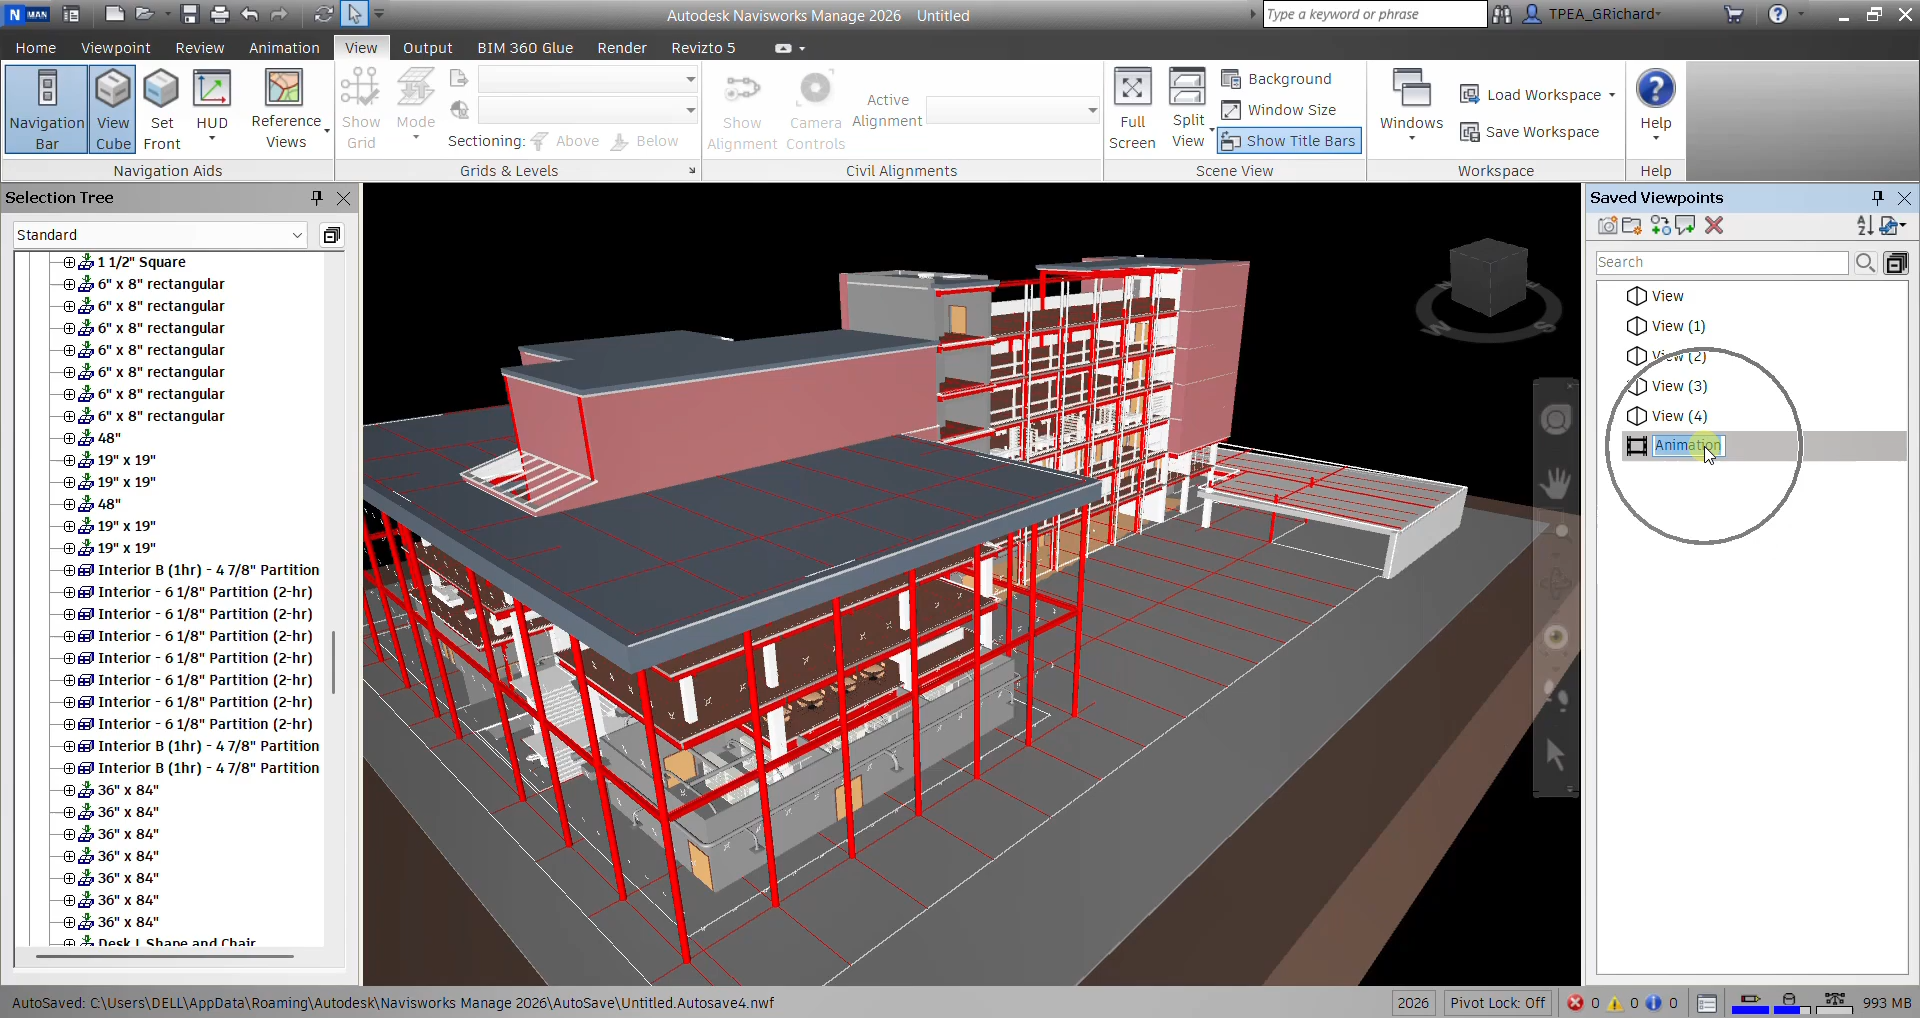 N MAN
Autodesk Navisworks Manage 2026 Untitled
Type a keyword or phrase
TPEA_GRichard
Home Viewpoint Review Animation View Output BIM 360 Glue Render Revizto 5
Navigation Bar
View Cube
Set Front
HUD
Reference Views
Navigation Aids
Show Grid
Mode
Sectioning: Above Below
Grids & Levels
Show Alignment
Camera Controls
Active Alignment
Civil Alignments
Full Screen
Split View
Background
Window Size
Show Title Bars
Scene View
Windows
Load Workspace
Save Workspace
Workspace
Help
Help
Selection Tree
Standard
1 1/2" Square
6" x 8" rectangular
6" x 8" rectangular
6" x 8" rectangular
6" x 8" rectangular
6" x 8" rectangular
6" x 8" rectangular
6" x 8" rectangular
48"
19" x 19"
19" x 19"
48"
19" x 19"
19" x 19"
Interior B (1hr) - 4 7/8" Partition
Interior - 6 1/8" Partition (2-hr)
Interior - 6 1/8" Partition (2-hr)
Interior - 6 1/8" Partition (2-hr)
Interior - 6 1/8" Partition (2-hr)
Interior - 6 1/8" Partition (2-hr)
Interior - 6 1/8" Partition (2-hr)
Interior - 6 1/8" Partition (2-hr)
Interior B (1hr) - 4 7/8" Partition
Interior B (1hr) - 4 7/8" Partition
36" x 84"
36" x 84"
36" x 84"
36" x 84"
36" x 84"
36" x 84"
36" x 84"
Desk L Shape and Chair
W S
Saved Viewpoints
Search
View
View (1)
View (2)
View (3)
View (4)
Animation
AutoSaved: C:\Users\DELL\AppData\Roaming\Autodesk\Navisworks Manage 2026\AutoSave\Untitled.Autosave4.nwf
2026 Pivot Lock: Off 0 0 0 993 MB